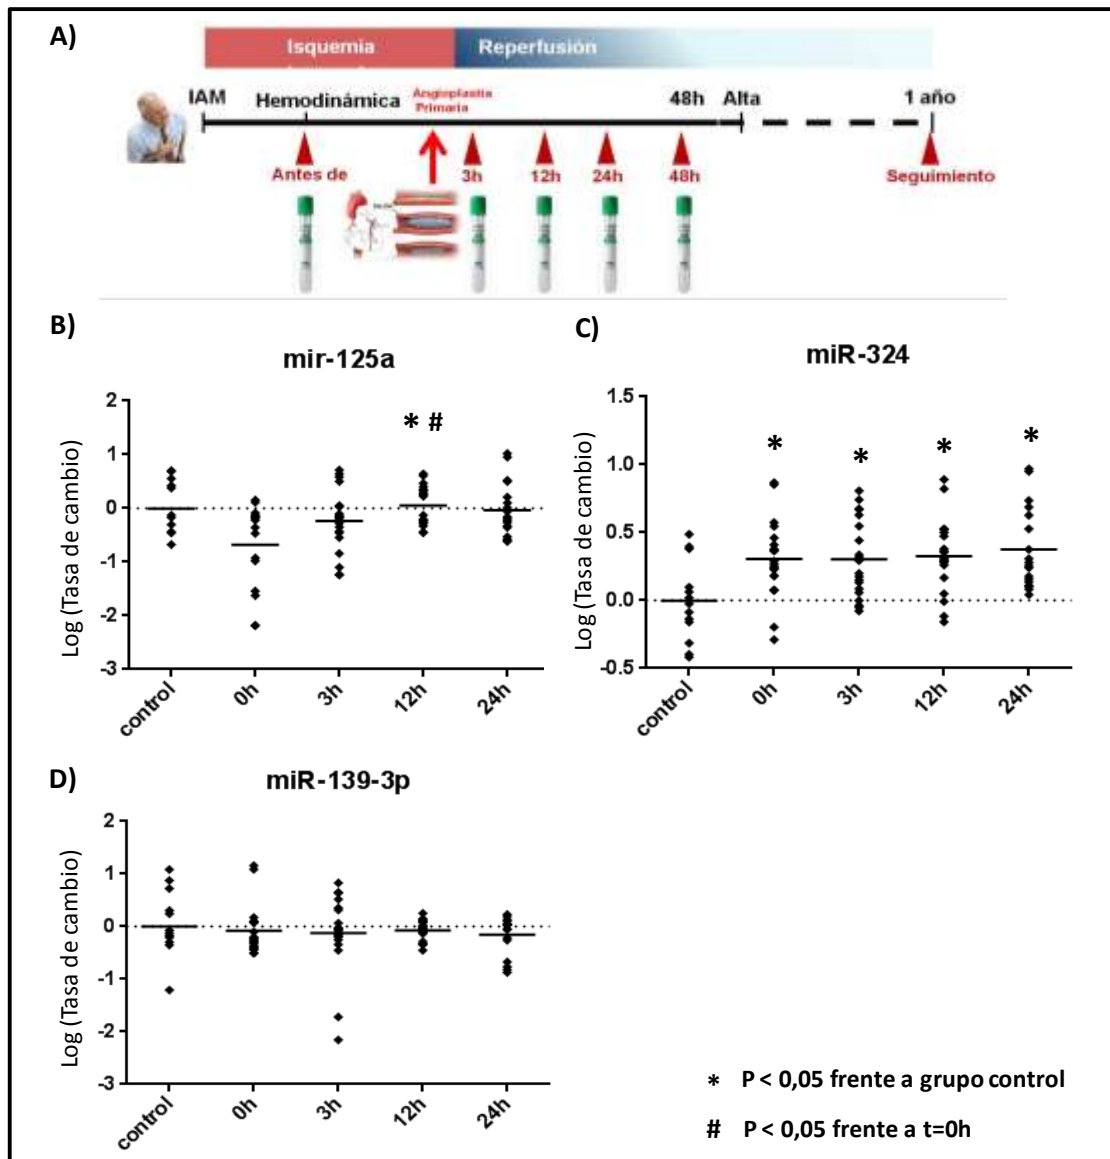 A)
Isquemia Reperfusión
IAM Hemodinámica Angioplastia Primaria 48h Alta 1 año
Antes de 3h 12h 24h 48h Seguimiento
B)
mir-125a
Log (Tasa de cambio)
2
1
0
-1
-2
-3
control 0h 3h 12h 24h
* #
C)
miR-324
Log (Tasa de cambio)
1.5
1.0
0.5
0.0
-0.5
control 0h 3h 12h 24h
* * * *
D)
miR-139-3p
Log (Tasa de cambio)
2
1
0
-1
-2
-3
control 0h 3h 12h 24h
* P < 0,05 frente a grupo control
# P < 0,05 frente a t=0h